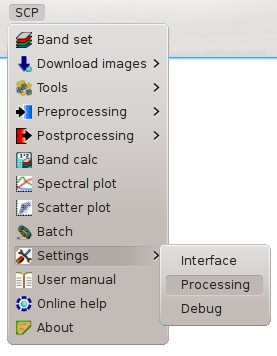 SCP
Band set
Download images
Tools
Preprocessing
Postprocessing
Band calc
Spectral plot
Scatter plot
Batch
Settings
Interface
Processing
Debug
User manual
Online help
About